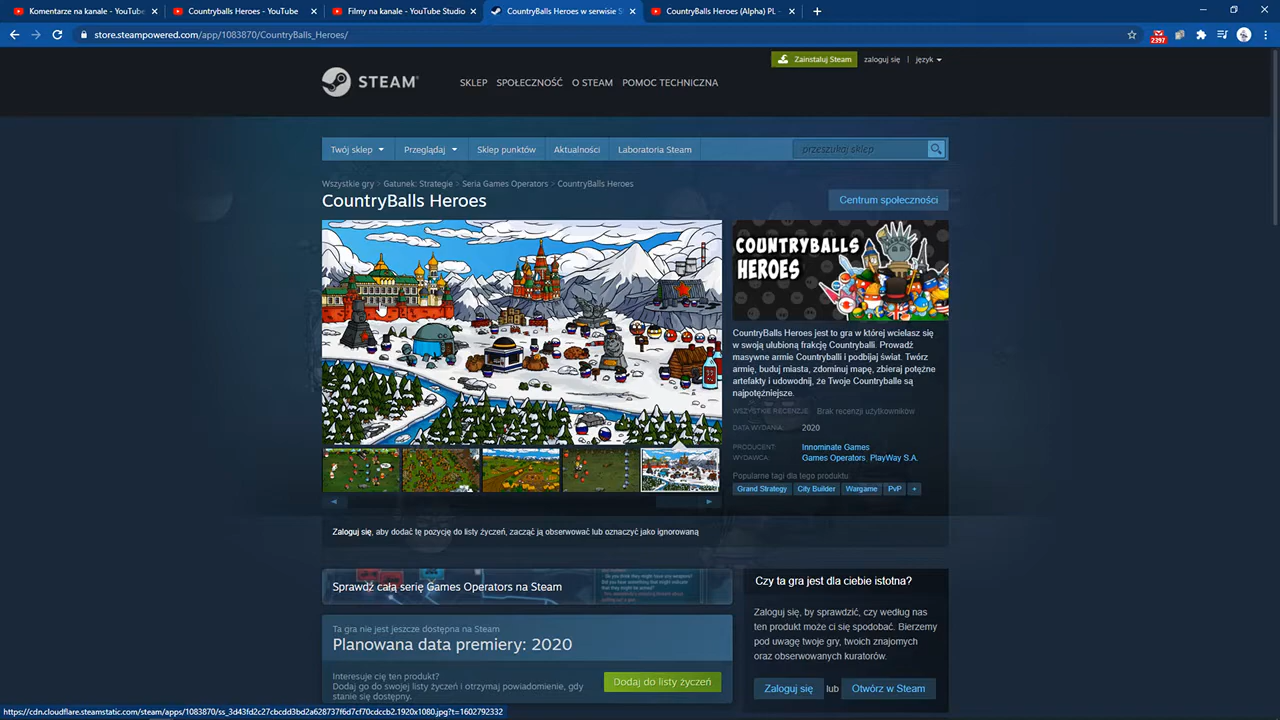 Komentarze na kanale - YouTube
Countryballs Heroes - YouTube
Filmy na kanale - YouTube Studio
CountryBalls Heroes w serwisie S
CountryBalls Heroes {Alpha} PL -
store.steampowered.com/app/1083870/CountryBalls_Heroes/
2397
Zainstaluj Steam
zaloguj się
język
STEAM
SKLEP SPOŁECZNOŚĆ O STEAM POMOC TECHNICZNA
Twój sklep
Przeglądaj
Sklep punktów
Aktualności
Laboratoria Steam
przeszukaj sklep
Wszystkie gry > Gatunek: Strategie > Seria Games Operators > CountryBalls Heroes
CountryBalls Heroes
Centrum społeczności
COUNTRYBALLS
HEROES
CountryBalls Heroes jest to gra w której wcielasz się
w swoją ulubioną frakcję Countryballi. Prowadź
masywne armie Countryballi i podbijaj świat. Twórz
armię, buduj miasta, zdominuj mapę, zbieraj potężne
artefakty i udowodnij, że Twoje Countryballe są
najpotężniejsze.
WSZYSTKIE RECENZJE: Brak recenzji użytkowników
DATA WYDANIA: 2020
PRODUCENT: Innominate Games
WYDAWCA: Games Operators, PlayWay S.A.
Popularne tagi dla tego produktu:
Grand Strategy City Builder Wargame PvP +
Zaloguj się, aby dodać tę pozycję do listy życzeń, zacząć ją obserwować lub oznaczyć jako ignorowaną
Sprawdź całą serię Games Operators na Steam
Czy ta gra jest dla ciebie istotna?
Zaloguj się, by sprawdzić, czy według nas
ten produkt może ci się spodobać. Bierzemy
pod uwagę twoje gry, twoich znajomych
oraz obserwowanych kuratorów.
Zaloguj się lub Otwórz w Steam
Ta gra nie jest jeszcze dostępna na Steam
Planowana data premiery: 2020
Interesuje cię ten produkt?
Dodaj go do swojej listy życzeń i otrzymaj powiadomienie, gdy
stanie się dostępny.
Dodaj do listy życzeń
https://cdn.cloudflare.steamstatic.com/steam/apps/1083870/ss_3d43fd2c27cbcdd3bd2a628737f6d7cf70cdccb2.1920x1080.jpg?t=1602792332